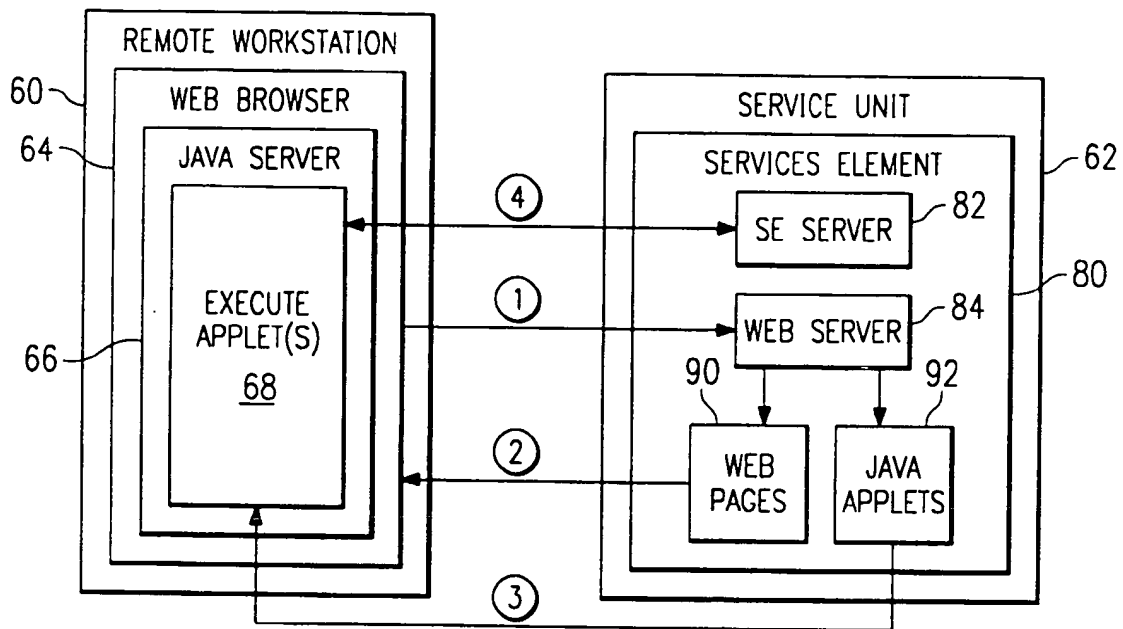 REMOTE WORKSTATION
60
WEB BROWSER
64
JAVA SERVER
66
EXECUTE
APPLET(S)
68
4
1
2
3
SERVICE UNIT
62
SERVICES ELEMENT
80
SE SERVER
82
WEB SERVER
84
90
WEB
PAGES
92
JAVA
APPLETS